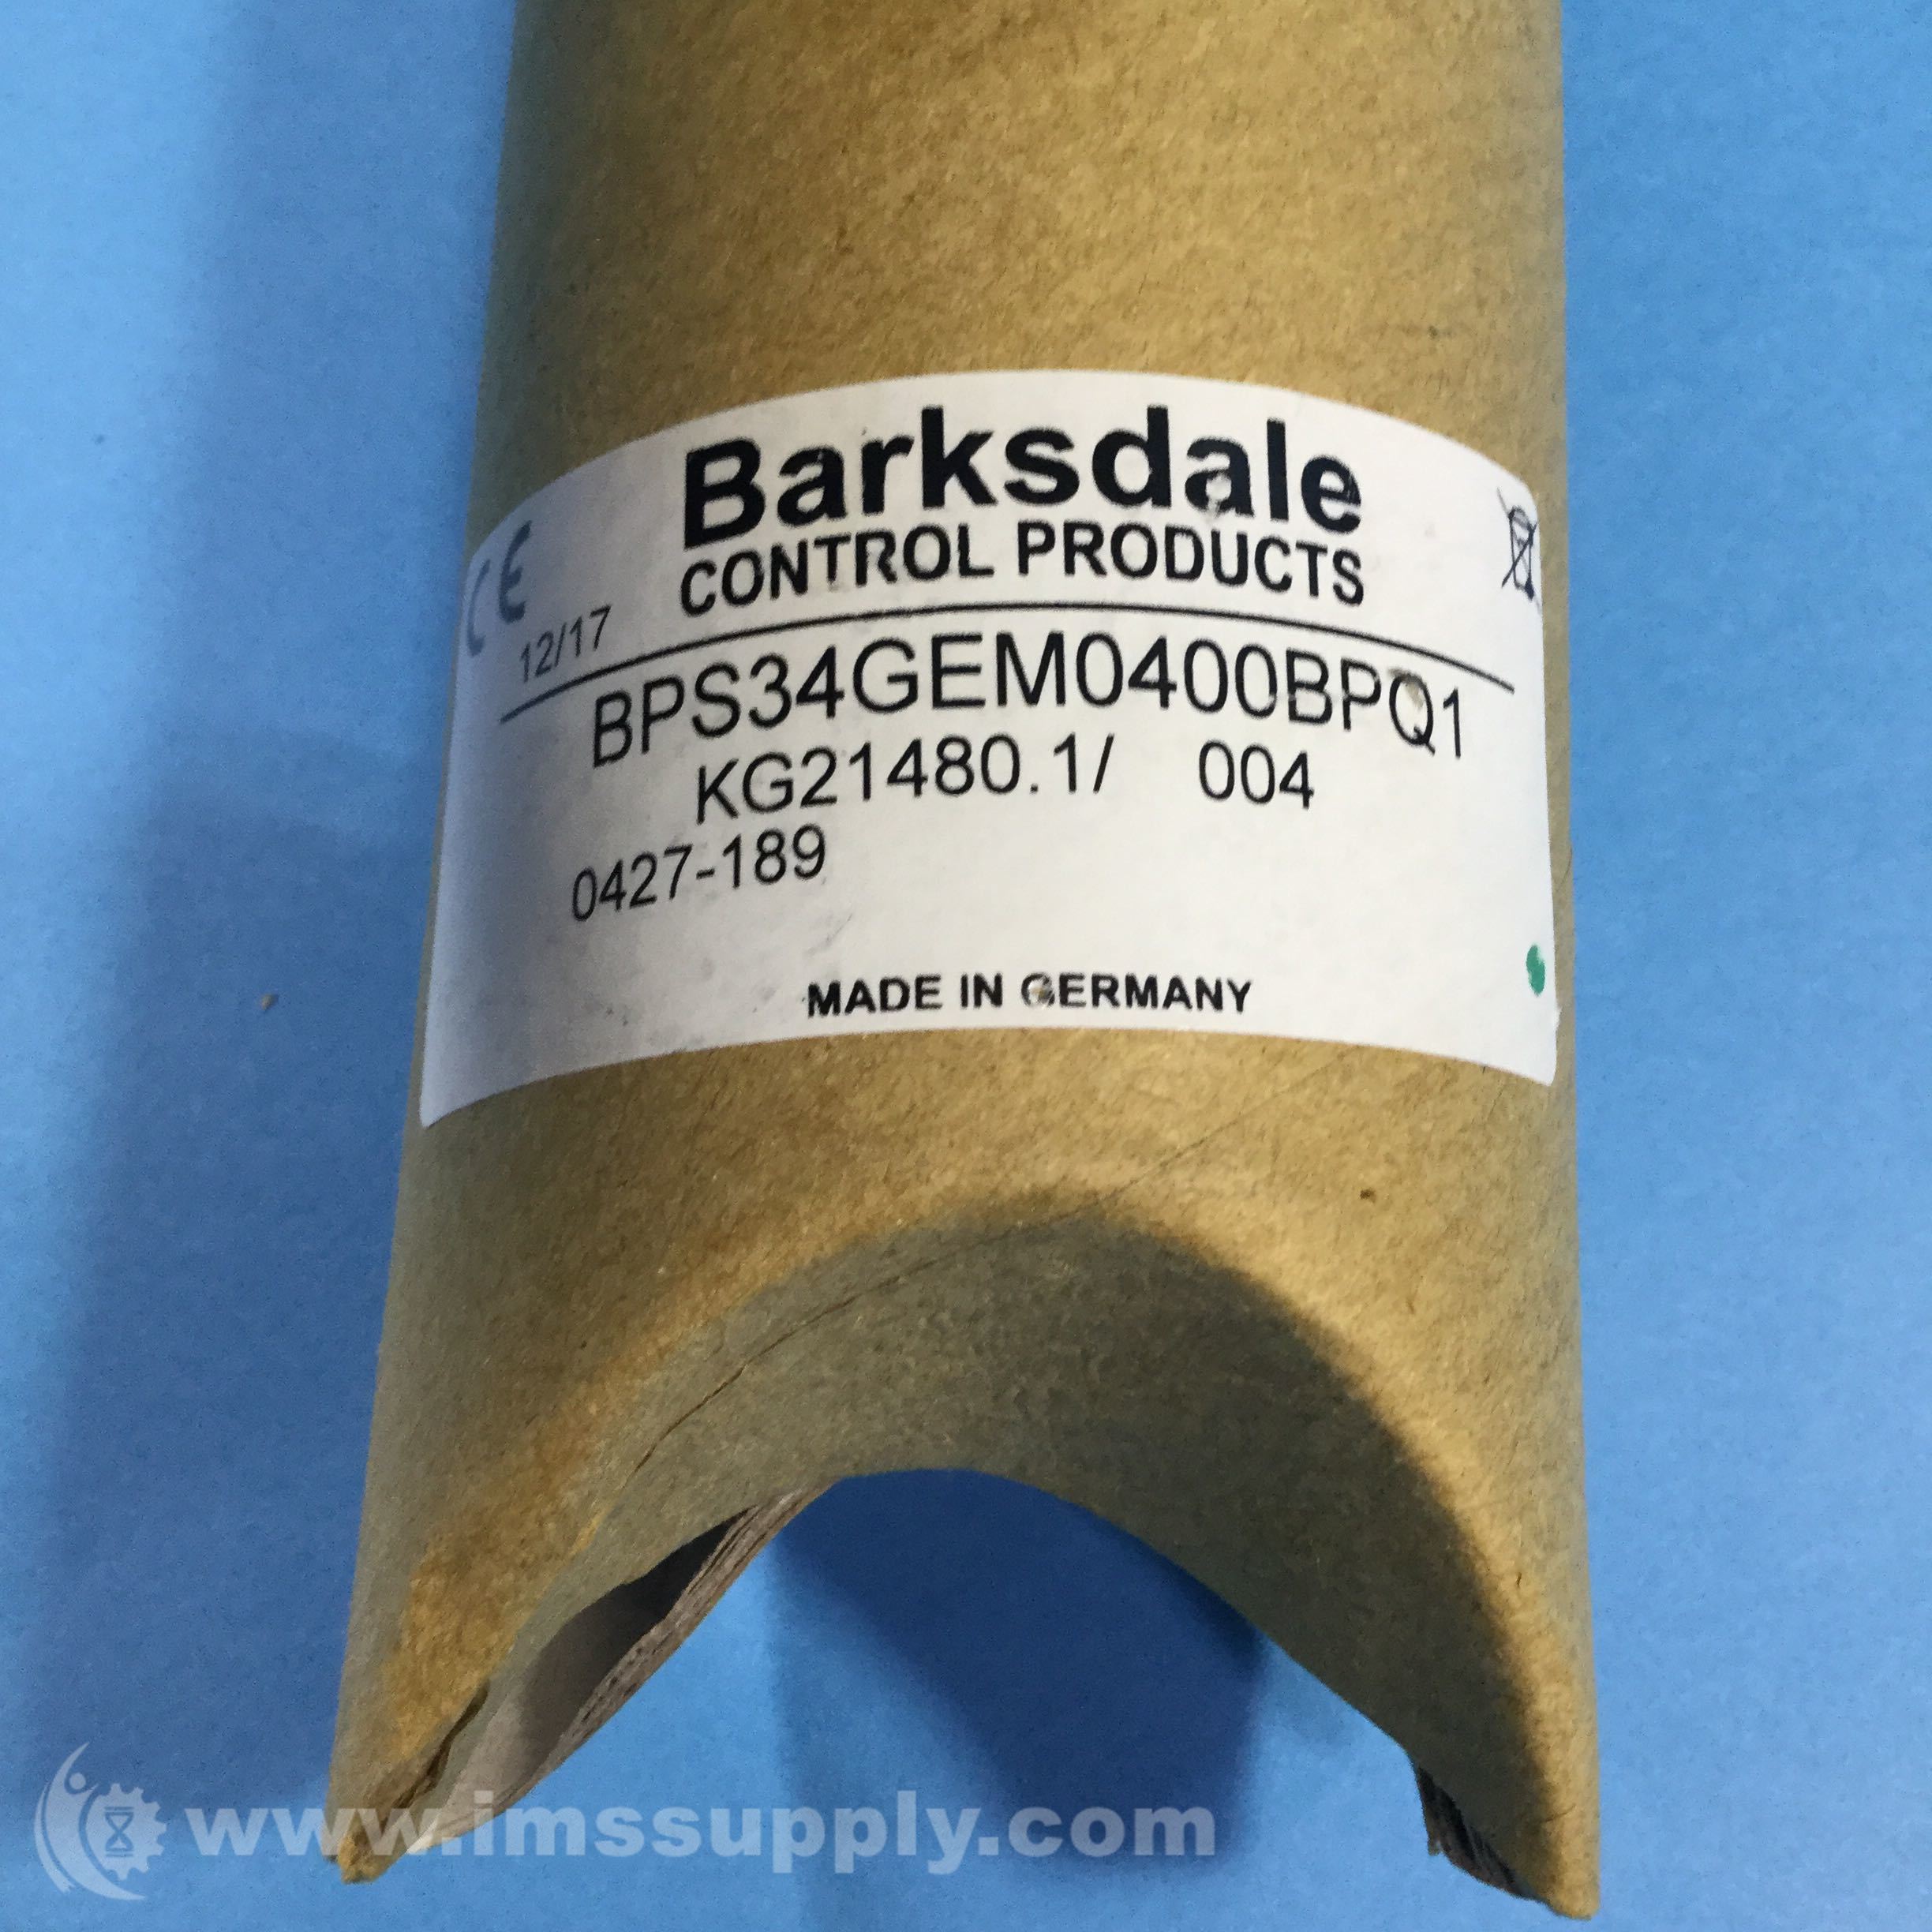 Barksdale
CONTROL PRODUCTS
CE
12/17
BPS34GEM0400BPQ1
KG21480.1/ 004
0427-189
MADE IN GERMANY
www.imssupply.com